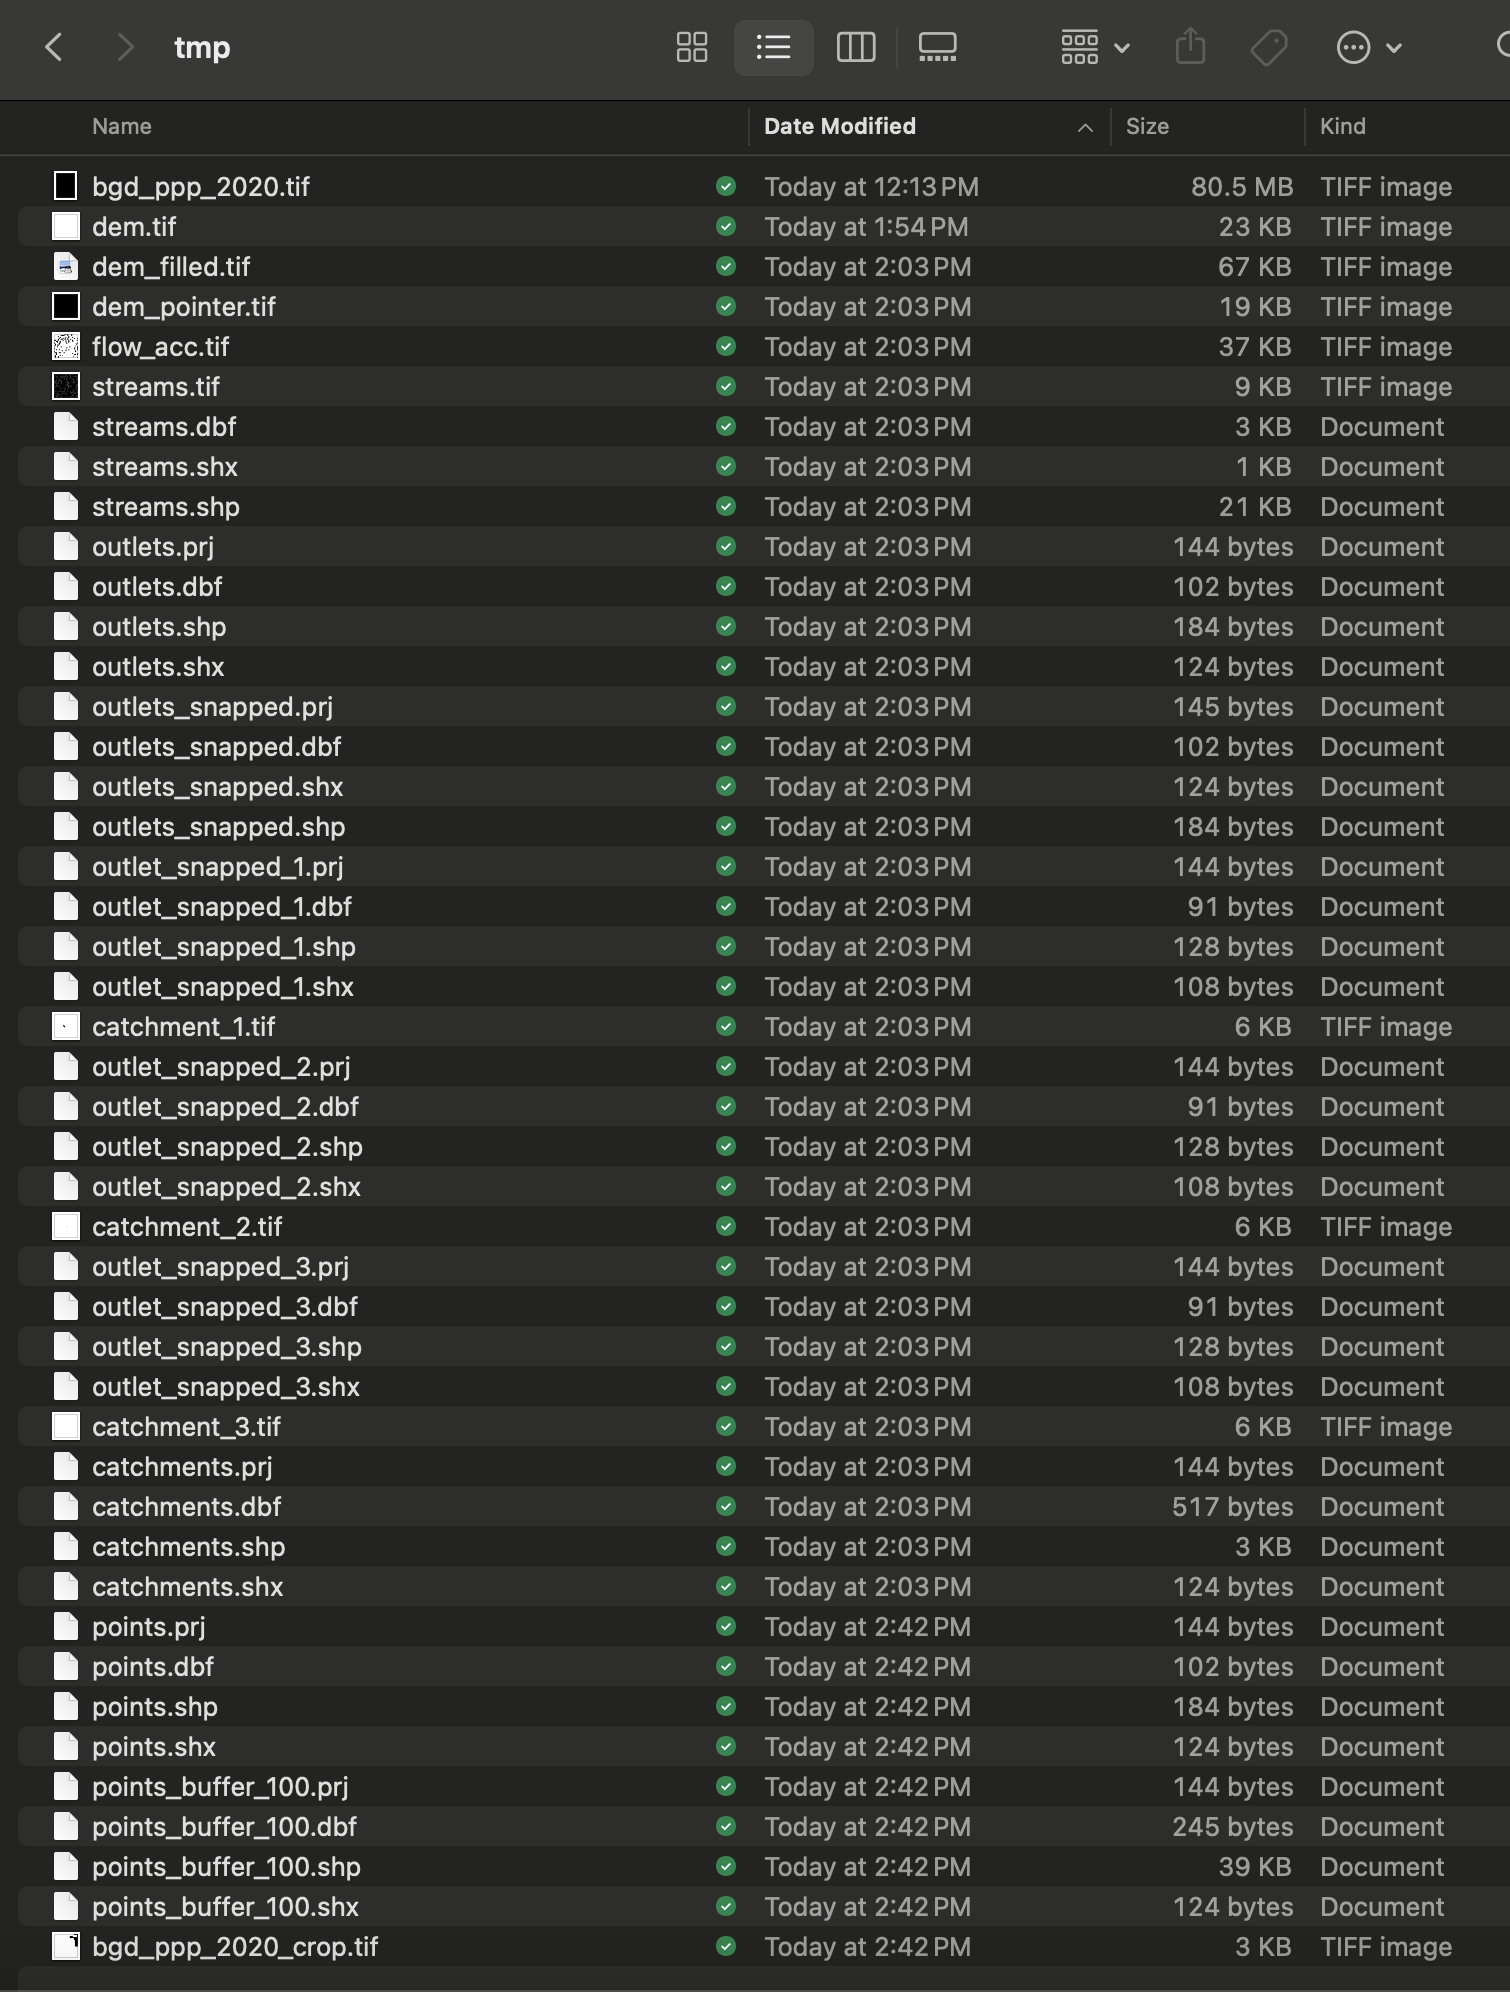 tmp
Name Date Modified Size Kind
bgd_ppp_2020.tif Today at 12:13 PM 80.5 MB TIFF image
dem.tif Today at 1:54 PM 23 KB TIFF image
dem_filled.tif Today at 2:03 PM 67 KB TIFF image
dem_pointer.tif Today at 2:03 PM 19 KB TIFF image
flow_acc.tif Today at 2:03 PM 37 KB TIFF image
streams.tif Today at 2:03 PM 9 KB TIFF image
streams.dbf Today at 2:03 PM 3 KB Document
streams.shx Today at 2:03 PM 1 KB Document
streams.shp Today at 2:03 PM 21 KB Document
outlets.prj Today at 2:03 PM 144 bytes Document
outlets.dbf Today at 2:03 PM 102 bytes Document
outlets.shp Today at 2:03 PM 184 bytes Document
outlets.shx Today at 2:03 PM 124 bytes Document
outlets_snapped.prj Today at 2:03 PM 145 bytes Document
outlets_snapped.dbf Today at 2:03 PM 102 bytes Document
outlets_snapped.shx Today at 2:03 PM 124 bytes Document
outlets_snapped.shp Today at 2:03 PM 184 bytes Document
outlet_snapped_1.prj Today at 2:03 PM 144 bytes Document
outlet_snapped_1.dbf Today at 2:03 PM 91 bytes Document
outlet_snapped_1.shp Today at 2:03 PM 128 bytes Document
outlet_snapped_1.shx Today at 2:03 PM 108 bytes Document
catchment_1.tif Today at 2:03 PM 6 KB TIFF image
outlet_snapped_2.prj Today at 2:03 PM 144 bytes Document
outlet_snapped_2.dbf Today at 2:03 PM 91 bytes Document
outlet_snapped_2.shp Today at 2:03 PM 128 bytes Document
outlet_snapped_2.shx Today at 2:03 PM 108 bytes Document
catchment_2.tif Today at 2:03 PM 6 KB TIFF image
outlet_snapped_3.prj Today at 2:03 PM 144 bytes Document
outlet_snapped_3.dbf Today at 2:03 PM 91 bytes Document
outlet_snapped_3.shp Today at 2:03 PM 128 bytes Document
outlet_snapped_3.shx Today at 2:03 PM 108 bytes Document
catchment_3.tif Today at 2:03 PM 6 KB TIFF image
catchments.prj Today at 2:03 PM 144 bytes Document
catchments.dbf Today at 2:03 PM 517 bytes Document
catchments.shp Today at 2:03 PM 3 KB Document
catchments.shx Today at 2:03 PM 124 bytes Document
points.prj Today at 2:42 PM 144 bytes Document
points.dbf Today at 2:42 PM 102 bytes Document
points.shp Today at 2:42 PM 184 bytes Document
points.shx Today at 2:42 PM 124 bytes Document
points_buffer_100.prj Today at 2:42 PM 144 bytes Document
points_buffer_100.dbf Today at 2:42 PM 245 bytes Document
points_buffer_100.shp Today at 2:42 PM 39 KB Document
points_buffer_100.shx Today at 2:42 PM 124 bytes Document
bgd_ppp_2020_crop.tif Today at 2:42 PM 3 KB TIFF image